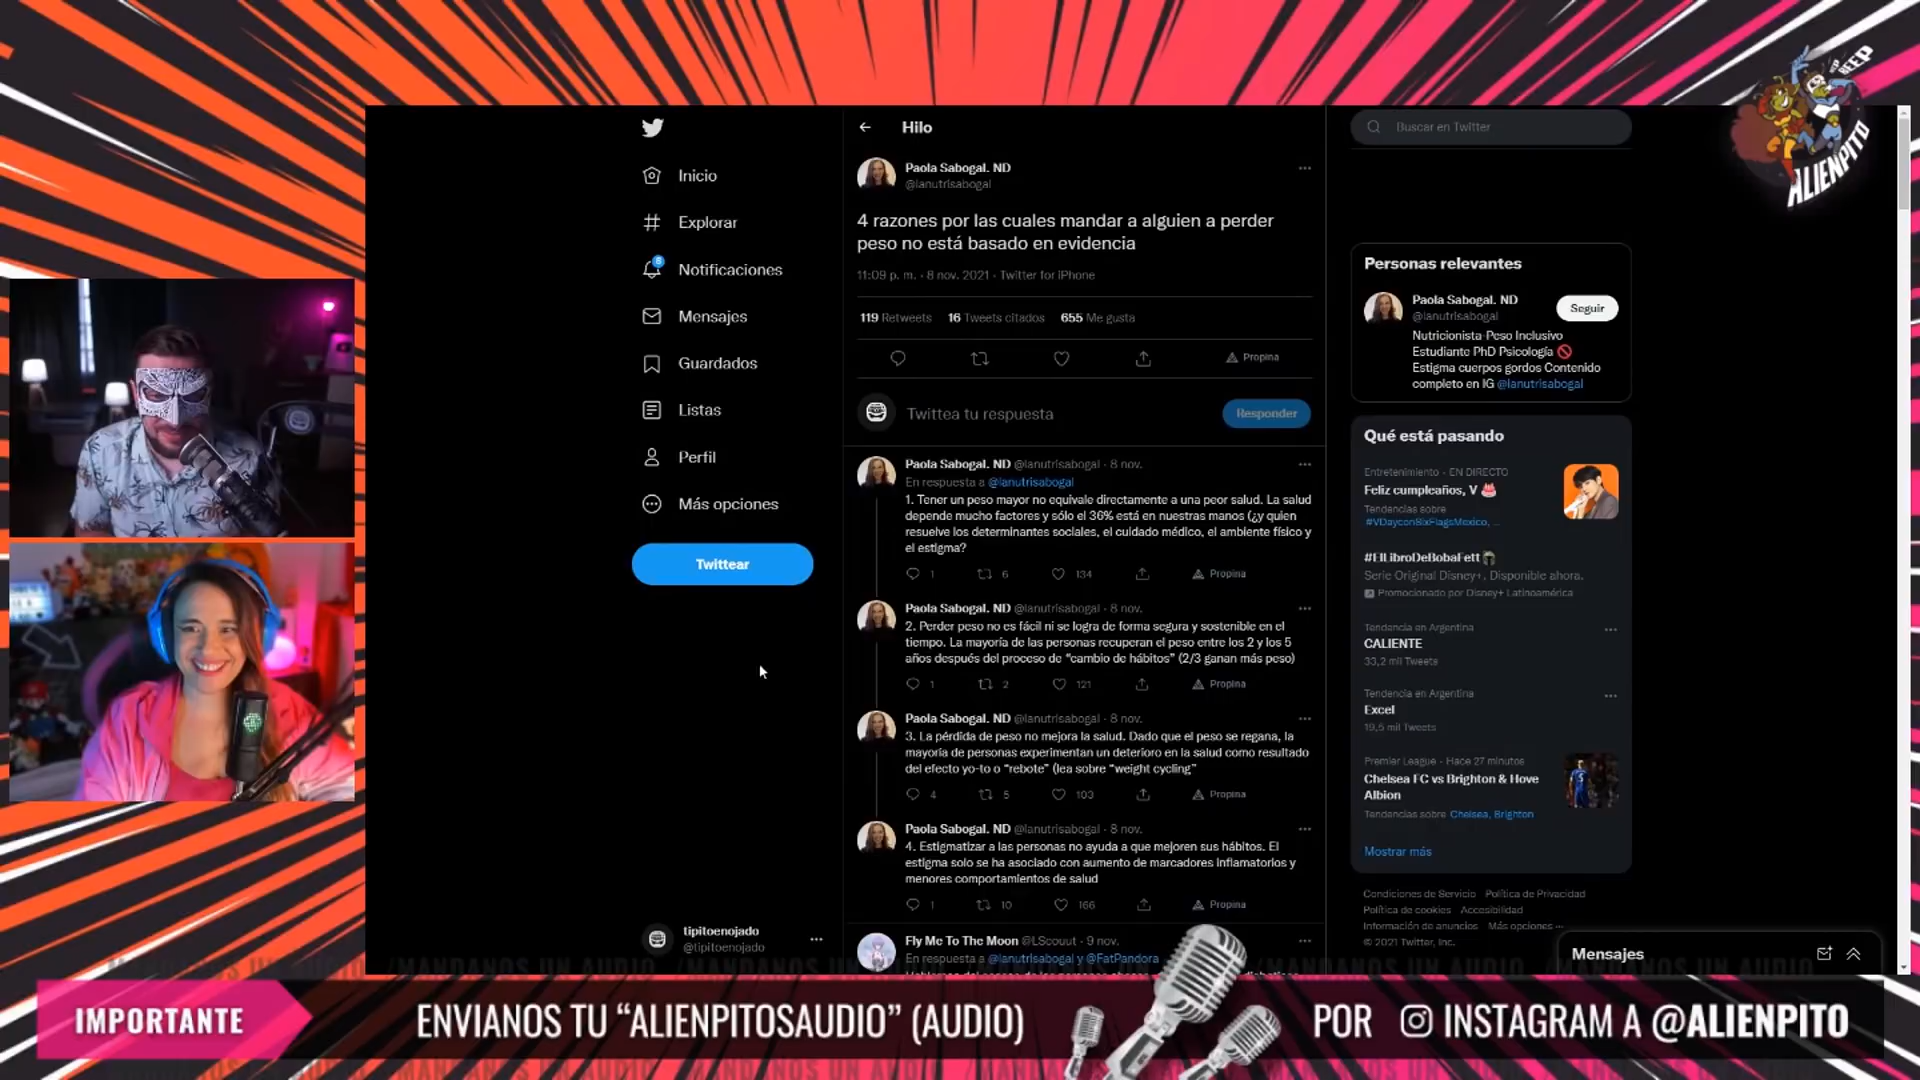 BEEP
ALIENPITO
Inicio
Explorar
6
Notificaciones
Mensajes
Guardados
Listas
Perfil
Más opciones
Twittear
tipitoenojado
@tipitoenojado
Hilo
Paola Sabogal. ND
@lanutrisabogal
4 razones por las cuales mandar a alguien a perder
peso no está basado en evidencia
11:09 p. m. · 8 nov. 2021 · Twitter for iPhone
119 Retweets 16 Tweets citados 655 Me gusta
Propina
Twittea tu respuesta
Responder
Paola Sabogal. ND @lanutrisabogal · 8 nov.
En respuesta a @lanutrisabogal
1. Tener un peso mayor no equivale directamente a una peor salud. La salud
depende mucho factores y sólo el 36% está en nuestras manos (¿y quien
resuelve los determinantes sociales, el cuidado médico, el ambiente físico y
el estigma?
1 6 134 Propina
Paola Sabogal. ND @lanutrisabogal · 8 nov.
2. Perder peso no es fácil ni se logra de forma segura y sostenible en el
tiempo. La mayoría de las personas recuperan el peso entre los 2 y los 5
años después del proceso de “cambio de hábitos” (2/3 ganan más peso)
1 2 121 Propina
Paola Sabogal. ND @lanutrisabogal · 8 nov.
3. La pérdida de peso no mejora la salud. Dado que el peso se regana, la
mayoría de personas experimentan un deterioro en la salud como resultado
del efecto yo-to o “rebote” (lea sobre “weight cycling”
4 5 103 Propina
Paola Sabogal. ND @lanutrisabogal · 8 nov.
4. Estigmatizar a las personas no ayuda a que mejoren sus hábitos. El
estigma solo se ha asociado con aumento de marcadores inflamatorios y
menores comportamientos de salud
1 10 166 Propina
Fly Me To The Moon @LScouut · 9 nov.
En respuesta a @lanutrisabogal y @FatPandora
Buscar en Twitter
Personas relevantes
Paola Sabogal. ND
@lanutrisabogal
Seguir
Nutricionista-Peso Inclusivo
Estudiante PhD Psicología
Estigma cuerpos gordos Contenido
completo en IG @lanutrisabogal
Qué está pasando
Entretenimiento · EN DIRECTO
Feliz cumpleaños, V
Tendencias sobre
#VDayconSixFlagsMexico, ...
#ElLibroDeBobaFett
Serie Original Disney+, Disponible ahora.
Promocionado por Disney+ Latinoamérica
Tendencia en Argentina
CALIENTE
33,2 mil Tweets
Tendencia en Argentina
Excel
19,5 mil Tweets
Premier League · Hace 27 minutos
Chelsea FC vs Brighton & Hove
Albion
Tendencias sobre Chelsea, Brighton
Mostrar más
Condiciones de Servicio Política de Privacidad
Política de cookies Accesibilidad
Información de anuncios Más opciones ...
© 2021 Twitter, Inc.
Mensajes
IMPORTANTE
ENVIANOS TU “ALIENPITOSAUDIO” (AUDIO)
POR INSTAGRAM A @ALIENPITO